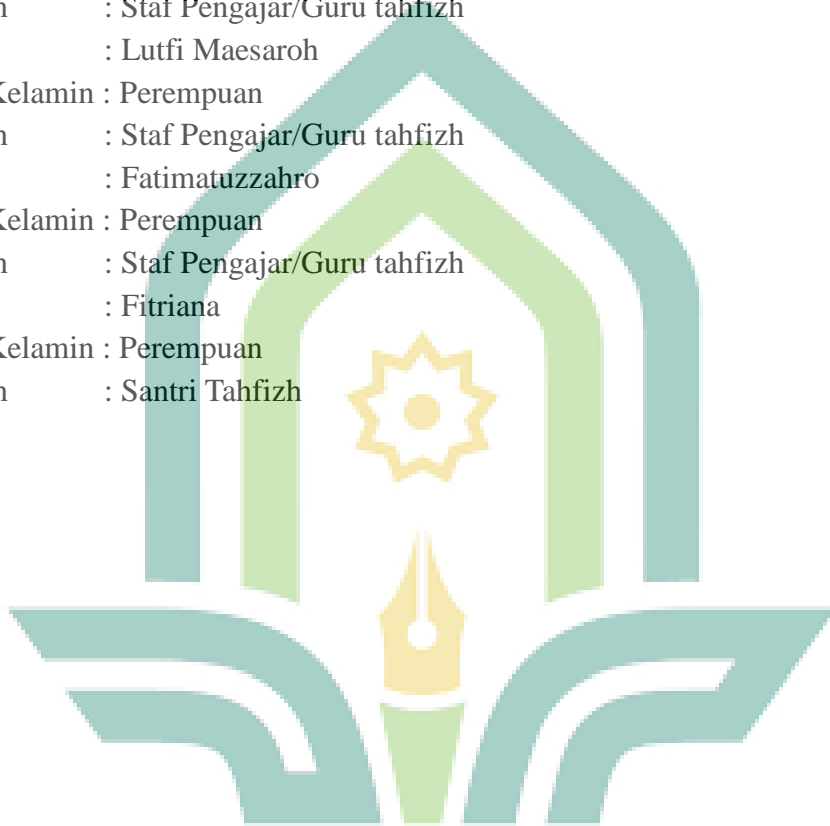 : Staf Pengajar/Guru tahfizh
: Lutfi Maesaroh
Kelamin : Perempuan
: Staf Pengajar/Guru tahfizh
: Fatimatuzzahro
Kelamin : Perempuan
: Staf Pengajar/Guru tahfizh
: Fitriana
Kelamin : Perempuan
: Santri Tahfizh